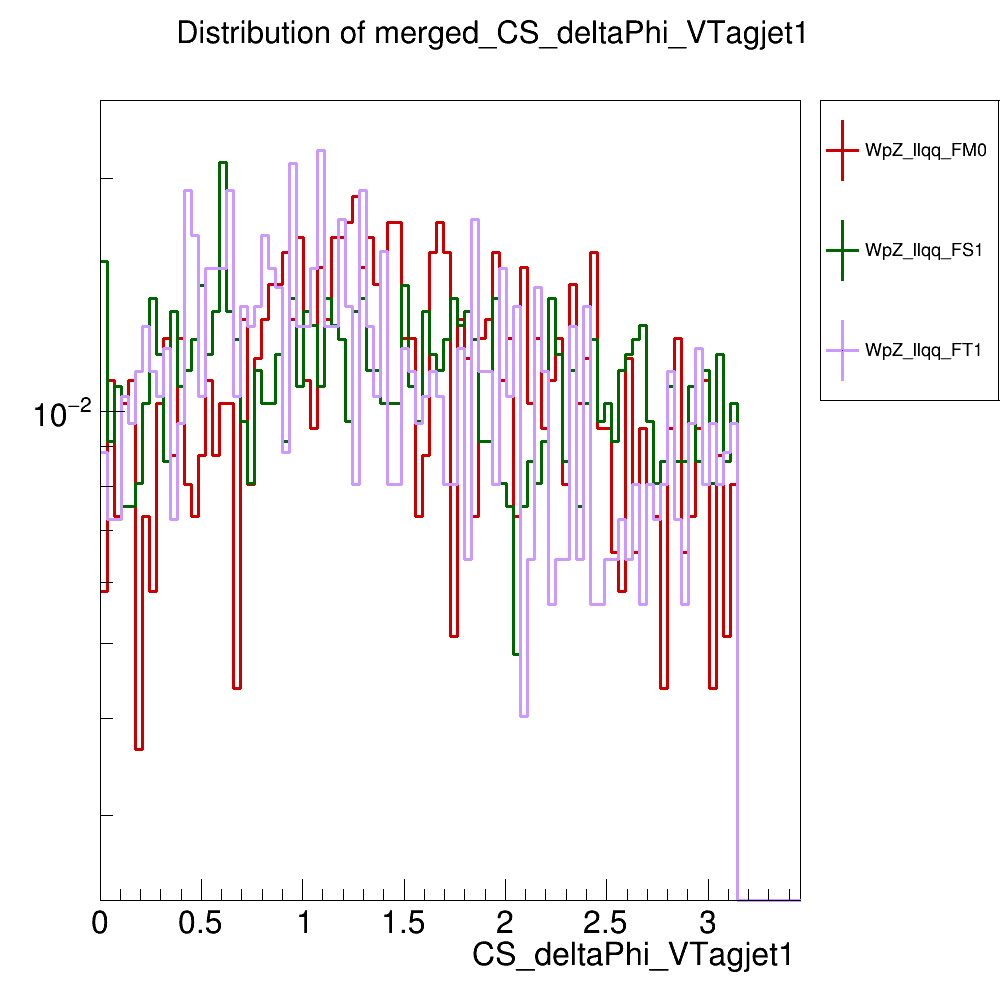 Distribution of merged_CS_deltaPhi_VTagjet1
WpZ_llqq_FM0
WpZ_llqq_FS1
WpZ_llqq_FT1
10⁻²
0 0.5 1 1.5 2 2.5 3
CS_deltaPhi_VTagjet1